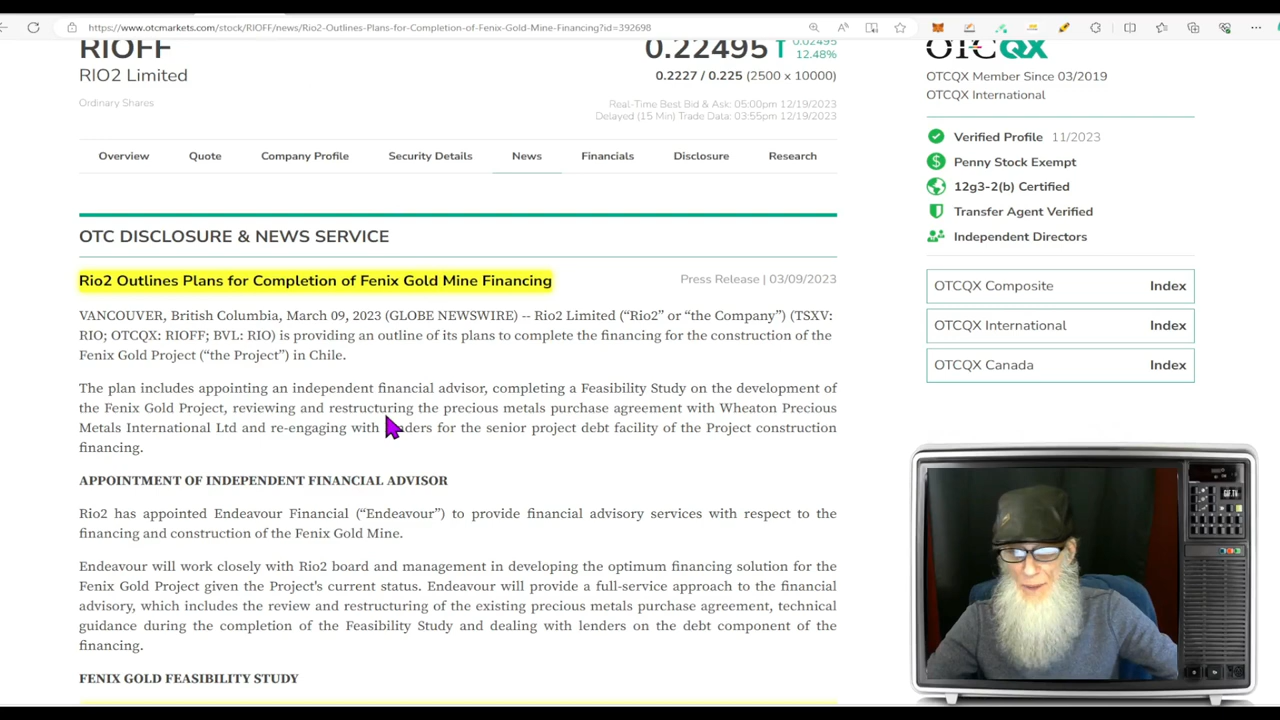 https://www.otcmarkets.com/stock/RIOFF/news/Rio2-Outlines-Plans-for-Completion-of-Fenix-Gold-Mine-Financing?id=392698
RIOFF
0.22495 0.02495
12.48%
RIO2 Limited
0.2227 / 0.225 (2500 x 10000)
Ordinary Shares
Real-Time Best Bid & Ask: 05:00pm 12/19/2023
Delayed (15 Min) Trade Data: 03:55pm 12/19/2023
Overview Quote Company Profile Security Details News Financials Disclosure Research
OTC DISCLOSURE & NEWS SERVICE
Rio2 Outlines Plans for Completion of Fenix Gold Mine Financing
Press Release | 03/09/2023
VANCOUVER, British Columbia, March 09, 2023 (GLOBE NEWSWIRE) -- Rio2 Limited (“Rio2” or “the Company”) (TSXV:
RIO; OTCQX: RIOFF; BVL: RIO) is providing an outline of its plans to complete the financing for the construction of the
Fenix Gold Project (“the Project”) in Chile.
The plan includes appointing an independent financial advisor, completing a Feasibility Study on the development of
the Fenix Gold Project, reviewing and restructuring the precious metals purchase agreement with Wheaton Precious
Metals International Ltd and re-engaging with lenders for the senior project debt facility of the Project construction
financing.
APPOINTMENT OF INDEPENDENT FINANCIAL ADVISOR
Rio2 has appointed Endeavour Financial (“Endeavour”) to provide financial advisory services with respect to the
financing and construction of the Fenix Gold Mine.
Endeavour will work closely with Rio2 board and management in developing the optimum financing solution for the
Fenix Gold Project given the Project's current status. Endeavour will provide a full-service approach to the financial
advisory, which includes the review and restructuring of the existing precious metals purchase agreement, technical
guidance during the completion of the Feasibility Study and dealing with lenders on the debt component of the
financing.
FENIX GOLD FEASIBILITY STUDY
OTCQX
OTCQX Member Since 03/2019
OTCQX International
Verified Profile 11/2023
Penny Stock Exempt
12g3-2(b) Certified
Transfer Agent Verified
Independent Directors
OTCQX Composite Index
OTCQX International Index
OTCQX Canada Index